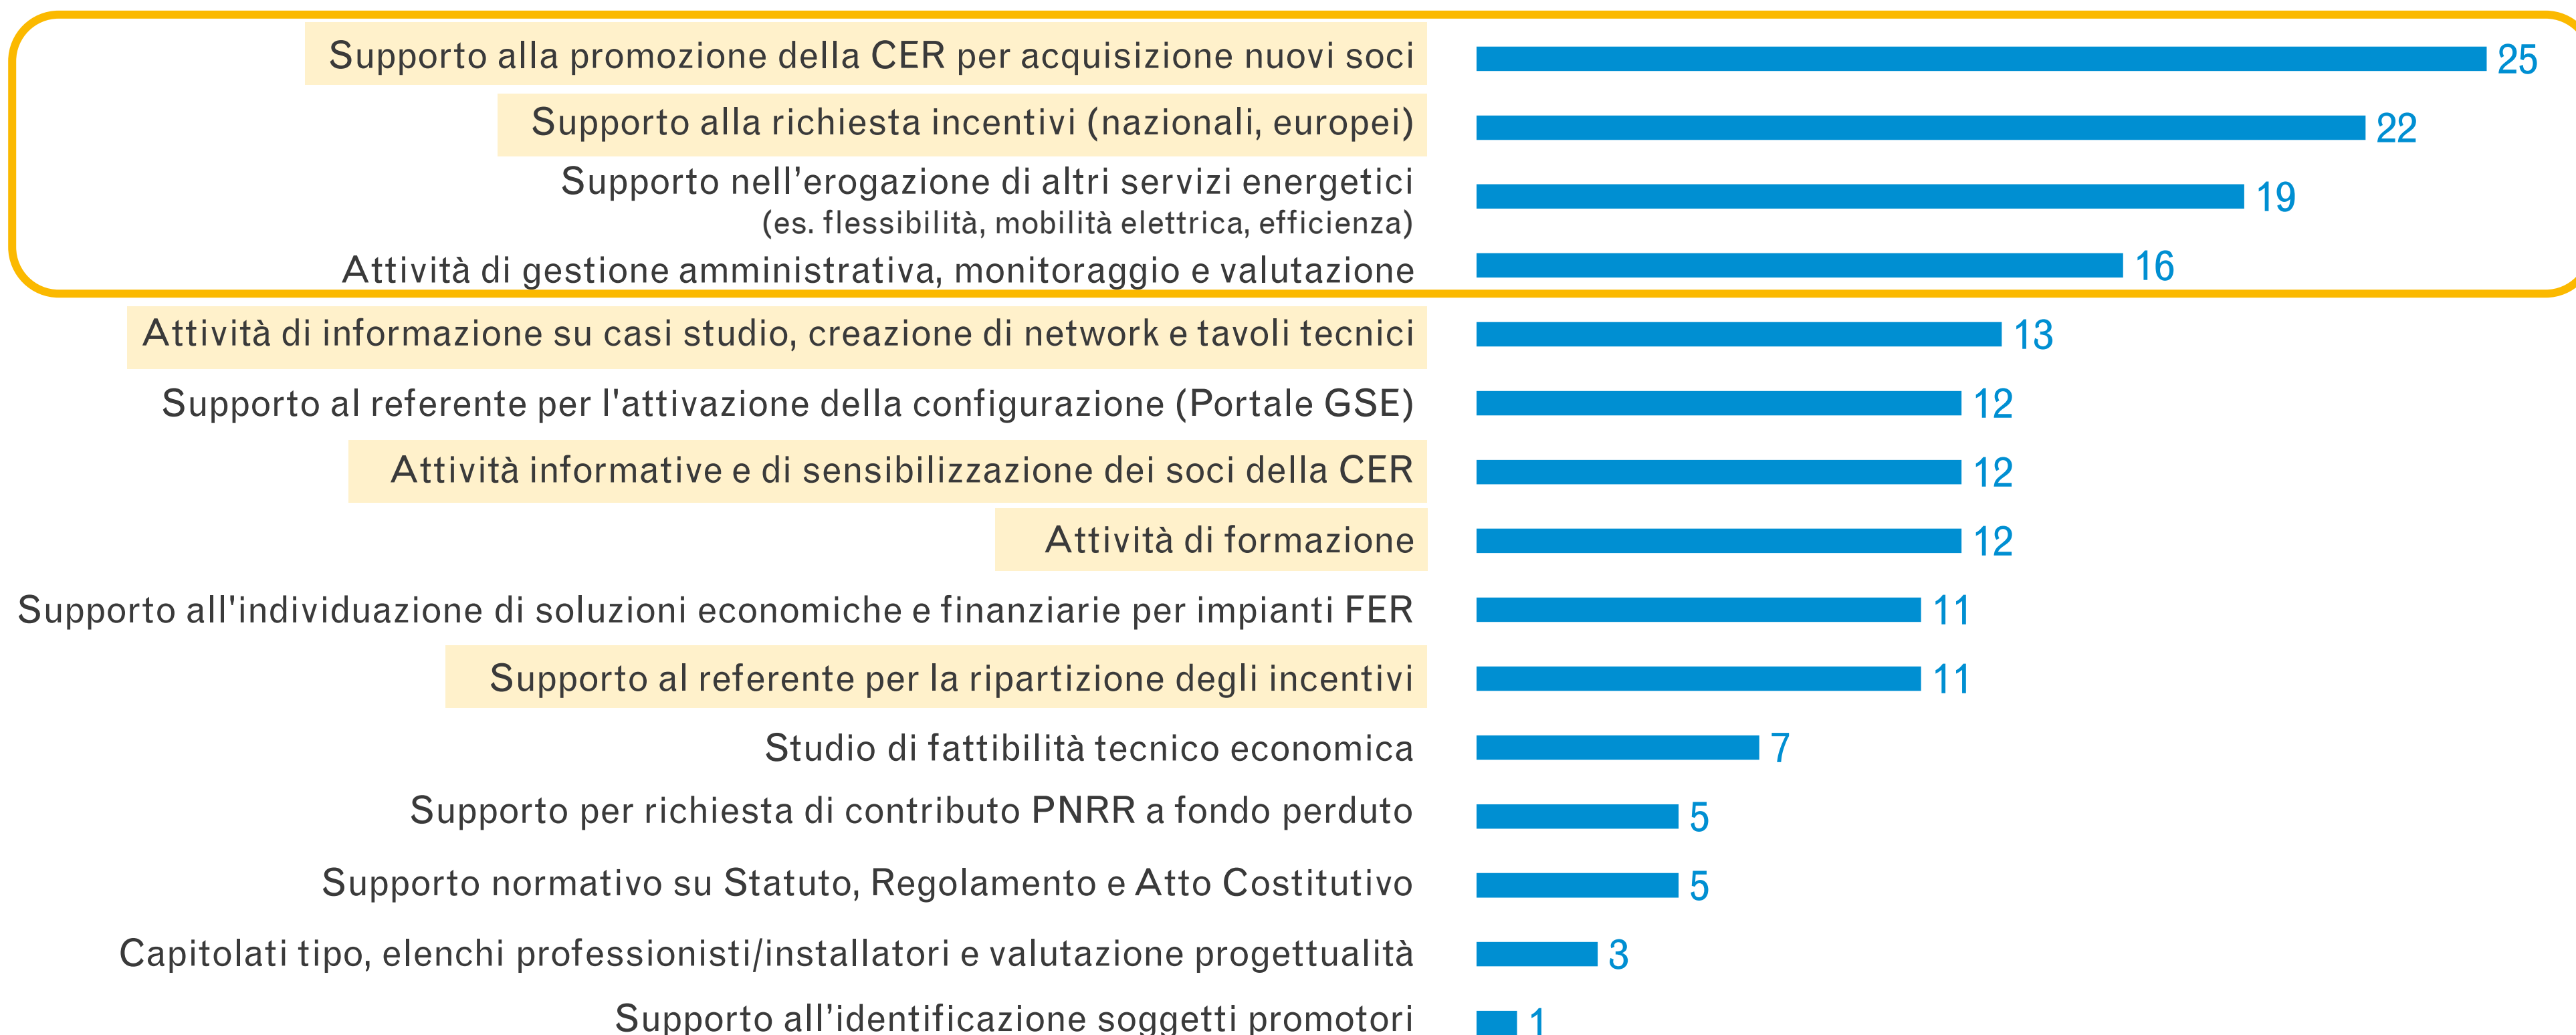 Supporto alla promozione della CER per acquisizione nuovi soci 25
Supporto alla richiesta incentivi (nazionali, europei) 22
Supporto nell’erogazione di altri servizi energetici
(es. flessibilità, mobilità elettrica, efficienza) 19
Attività di gestione amministrativa, monitoraggio e valutazione 16
Attività di informazione su casi studio, creazione di network e tavoli tecnici 13
Supporto al referente per l'attivazione della configurazione (Portale GSE) 12
Attività informative e di sensibilizzazione dei soci della CER 12
Attività di formazione 12
Supporto all'individuazione di soluzioni economiche e finanziarie per impianti FER 11
Supporto al referente per la ripartizione degli incentivi 11
Studio di fattibilità tecnico economica 7
Supporto per richiesta di contributo PNRR a fondo perduto 5
Supporto normativo su Statuto, Regolamento e Atto Costitutivo 5
Capitolati tipo, elenchi professionisti/installatori e valutazione progettualità 3
Supporto all’identificazione soggetti promotori 1